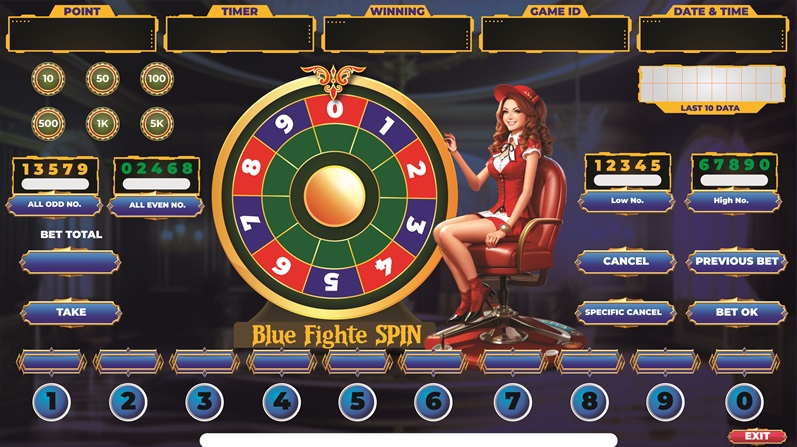 POINT
TIMER
WINNING
GAME ID
DATE & TIME
10
50
100
500
1K
5K
LAST 10 DATA
0
1
2
3
4
5
6
7
8
9
13579
02468
12345
67890
ALL ODD NO.
ALL EVEN NO.
Low No.
High No.
BET TOTAL
CANCEL
PREVIOUS BET
TAKE
SPECIFIC CANCEL
BET OK
Blue Fighte SPIN
1 2 3 4 5 6 7 8 9 0
EXIT